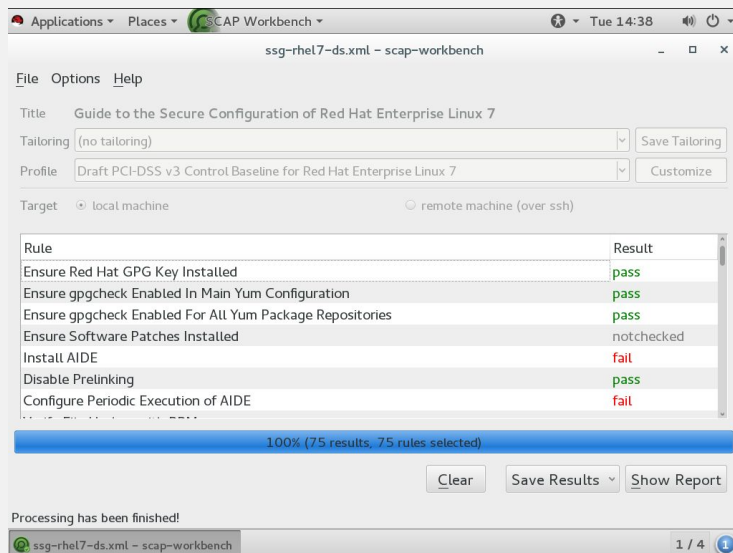 Applications Places SCAP Workbench Tue 14:38
ssg-rhel7-ds.xml – scap-workbench
File Options Help
Title Guide to the Secure Configuration of Red Hat Enterprise Linux 7
Tailoring (no tailoring) Save Tailoring
Profile Draft PCI-DSS v3 Control Baseline for Red Hat Enterprise Linux 7 Customize
Target local machine remote machine (over ssh)
Rule Result
Ensure Red Hat GPG Key Installed pass
Ensure gpgcheck Enabled In Main Yum Configuration pass
Ensure gpgcheck Enabled For All Yum Package Repositories pass
Ensure Software Patches Installed notchecked
Install AIDE fail
Disable Prelinking pass
Configure Periodic Execution of AIDE fail
100% (75 results, 75 rules selected)
Clear Save Results Show Report
Processing has been finished!
ssg-rhel7-ds.xml – scap-workbench 1 / 4 1